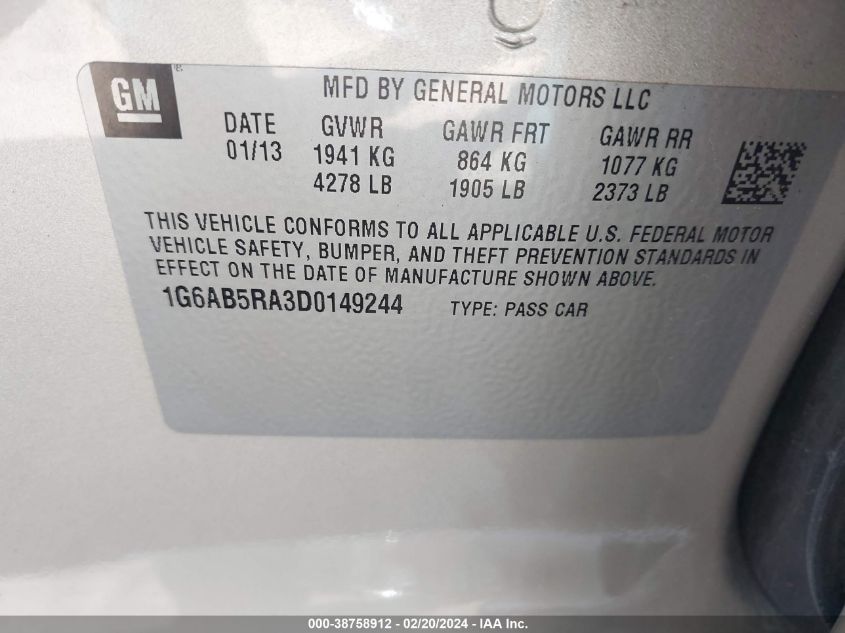 GM
MFD BY GENERAL MOTORS LLC
DATE GVWR GAWR FRT GAWR RR
01/13 1941 KG 864 KG 1077 KG
4278 LB 1905 LB 2373 LB
THIS VEHICLE CONFORMS TO ALL APPLICABLE U.S. FEDERAL MOTOR
VEHICLE SAFETY, BUMPER, AND THEFT PREVENTION STANDARDS IN
EFFECT ON THE DATE OF MANUFACTURE SHOWN ABOVE.
1G6AB5RA3D0149244 TYPE: PASS CAR
000-38758912 - 02/20/2024 - IAA Inc.